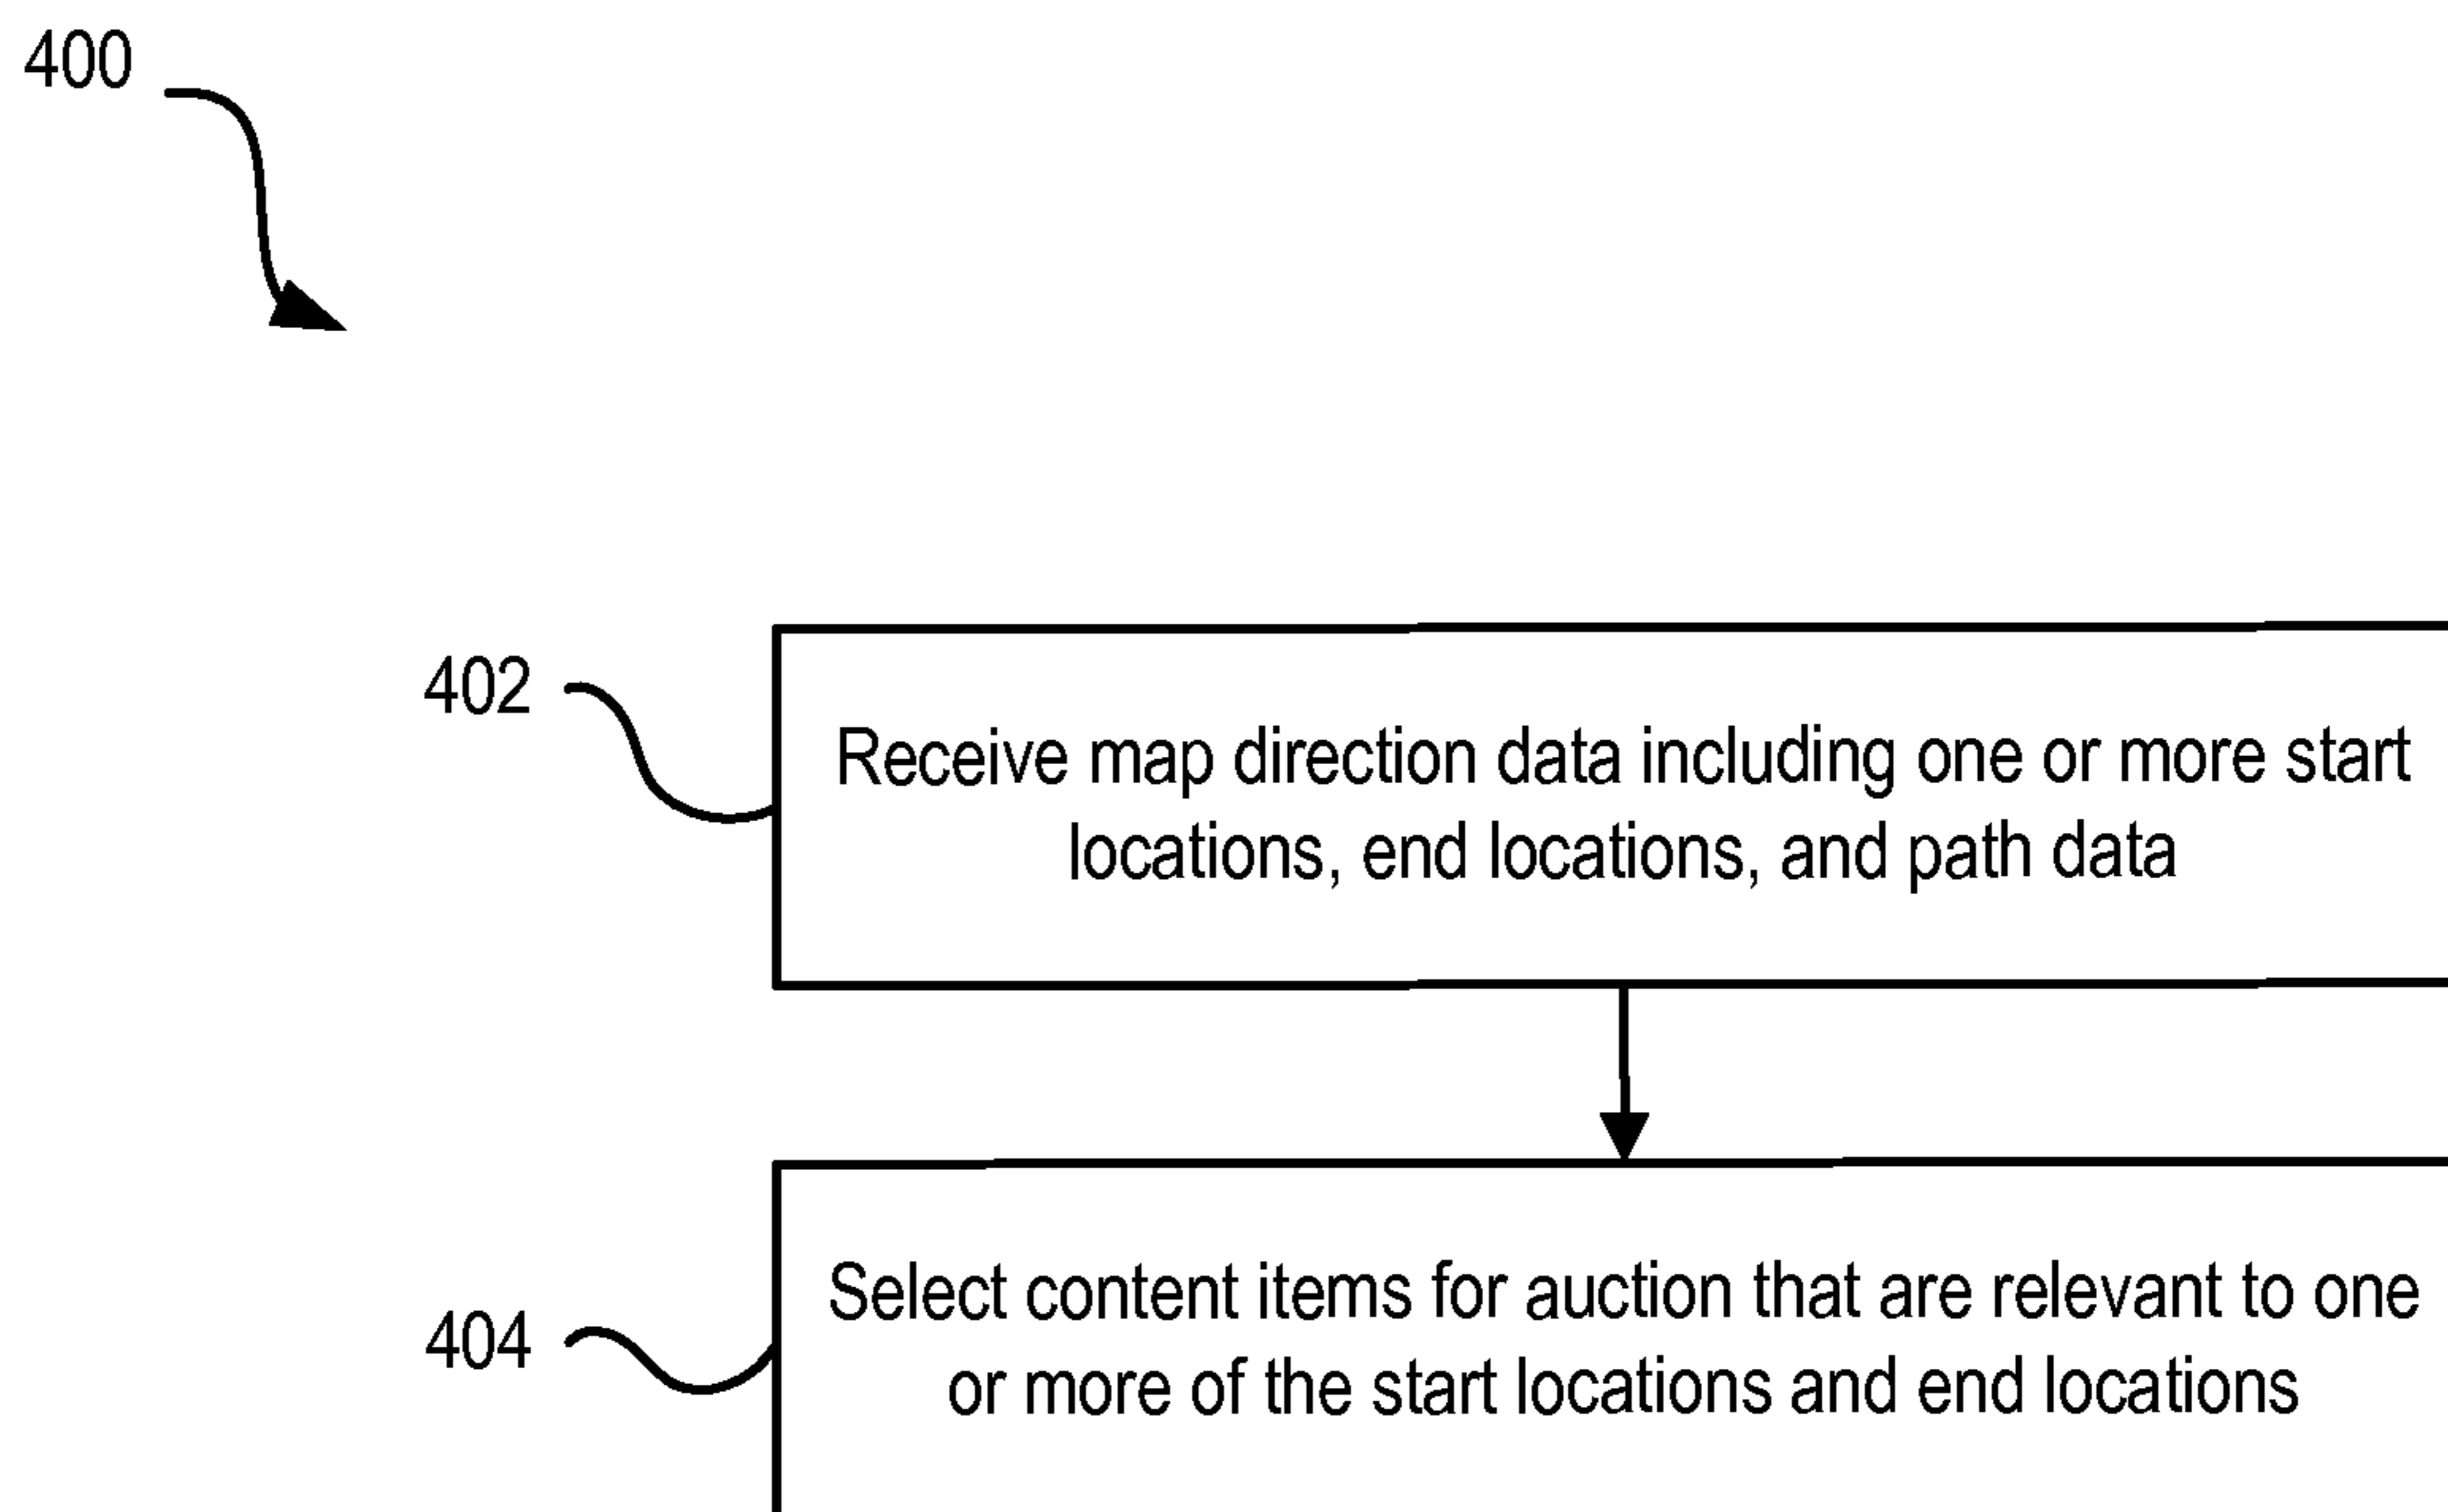 400
402
Receive map direction data including one or more start
locations, end locations, and path data
404
Select content items for auction that are relevant to one
or more of the start locations and end locations